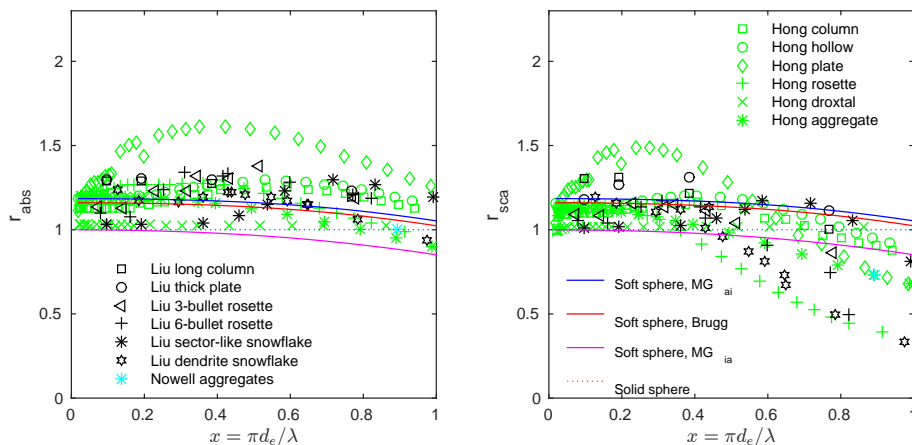 2
1.5
1
0.5
0
0
0.2
0.4
0.6
0.8
1
r_abs
x = πd_e/λ
Liu long column
Liu thick plate
Liu 3-bullet rosette
Liu 6-bullet rosette
Liu sector-like snowflake
Liu dendrite snowflake
Nowell aggregates
2
1.5
1
0.5
0
0
0.2
0.4
0.6
0.8
1
r_sca
x = πd_e/λ
Hong column
Hong hollow
Hong plate
Hong rosette
Hong droxtal
Hong aggregate
Soft sphere, MG_ai
Soft sphere, Brugg
Soft sphere, MG_ia
Solid sphere